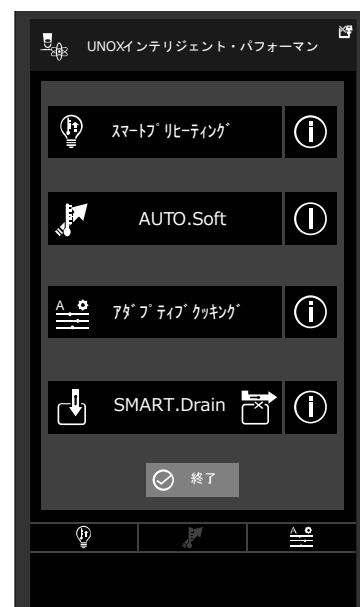 UNOXインテリジェント・パフォーマン
スマートプリヒーティング
AUTO.Soft
アダプティブクッキング
SMART.Drain
終了